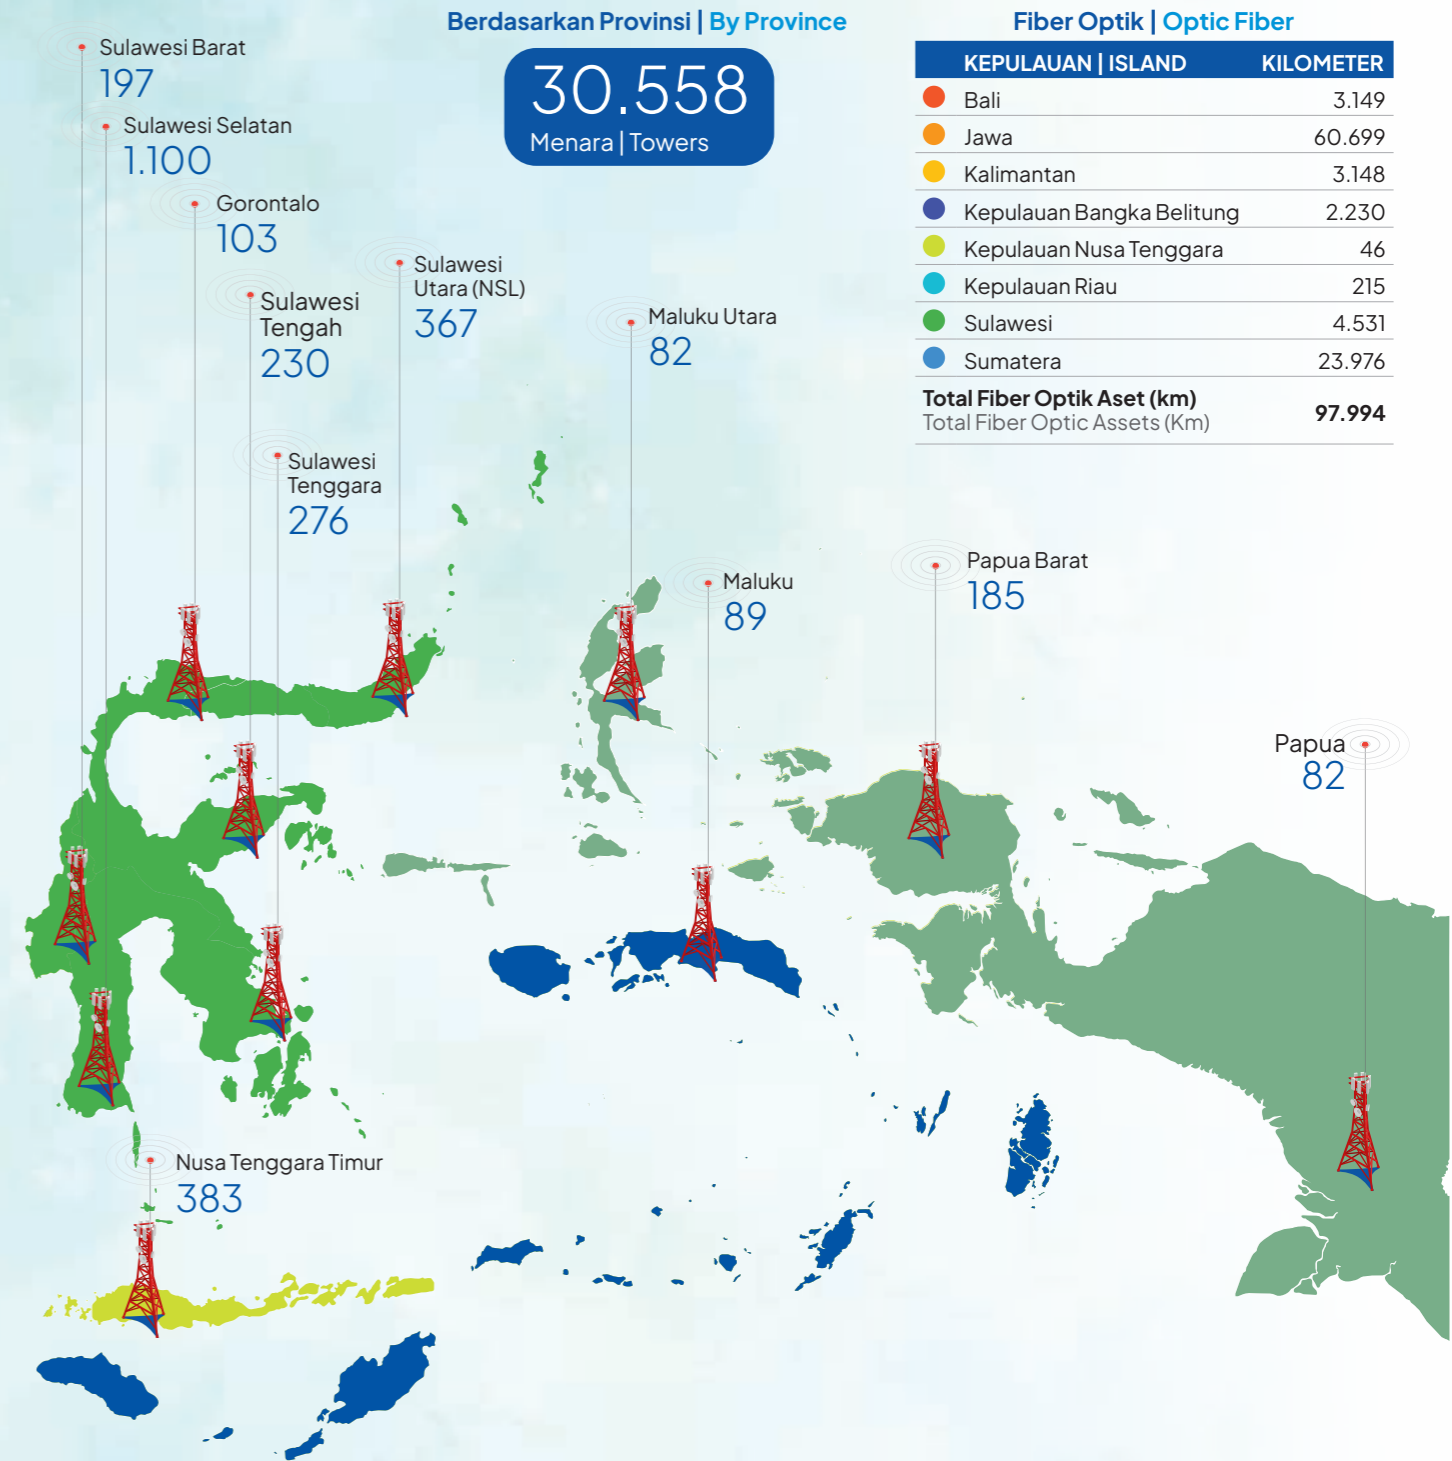 Berdasarkan Provinsi | By Province
30.558
Menara | Towers
Fiber Optik | Optic Fiber
KEPULAUAN | ISLAND KILOMETER
Bali 3.149
Jawa 60.699
Kalimantan 3.148
Kepulauan Bangka Belitung 2.230
Kepulauan Nusa Tenggara 46
Kepulauan Riau 215
Sulawesi 4.531
Sumatera 23.976
Total Fiber Optik Aset (km)
Total Fiber Optic Assets (Km)
97.994
Sulawesi Barat
197
Sulawesi Selatan
1.100
Gorontalo
103
Sulawesi
Tengah
230
Sulawesi
Utara (NSL)
367
Sulawesi
Tenggara
276
Maluku Utara
82
Maluku
89
Papua Barat
185
Papua
82
Nusa Tenggara Timur
383